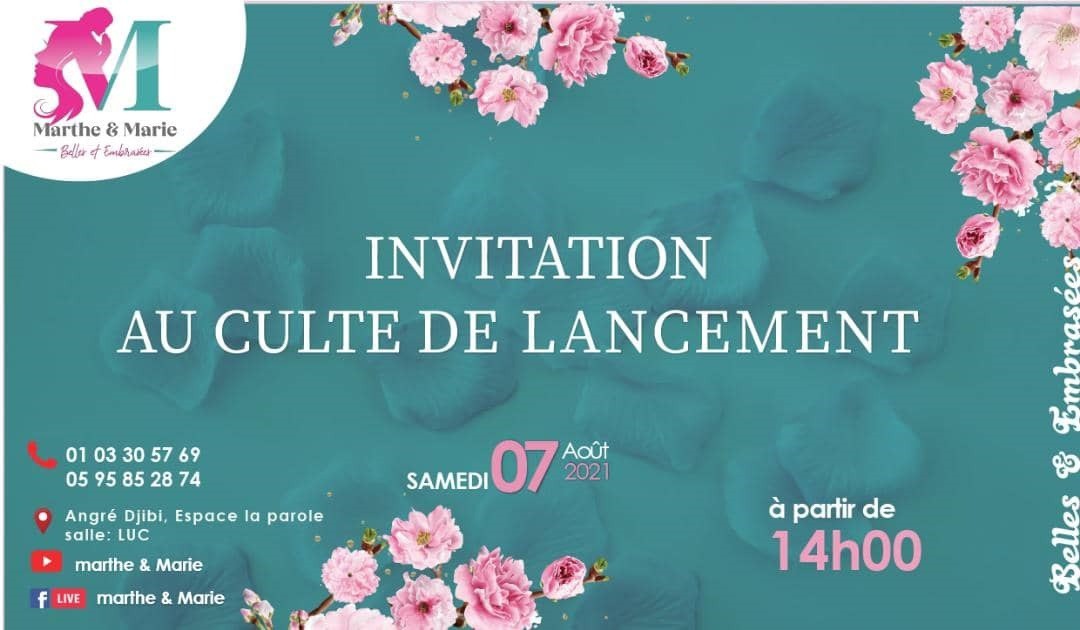 M
Marthe & Marie
Belles et Embrasées
INVITATION
AU CULTE DE LANCEMENT
01 03 30 57 69
05 95 85 28 74
Angré Djibi, Espace la parole
salle: LUC
marthe & Marie
f LIVE marthe & Marie
SAMEDI 07 Août 2021
à partir de
14h00
Belles & Embrasées